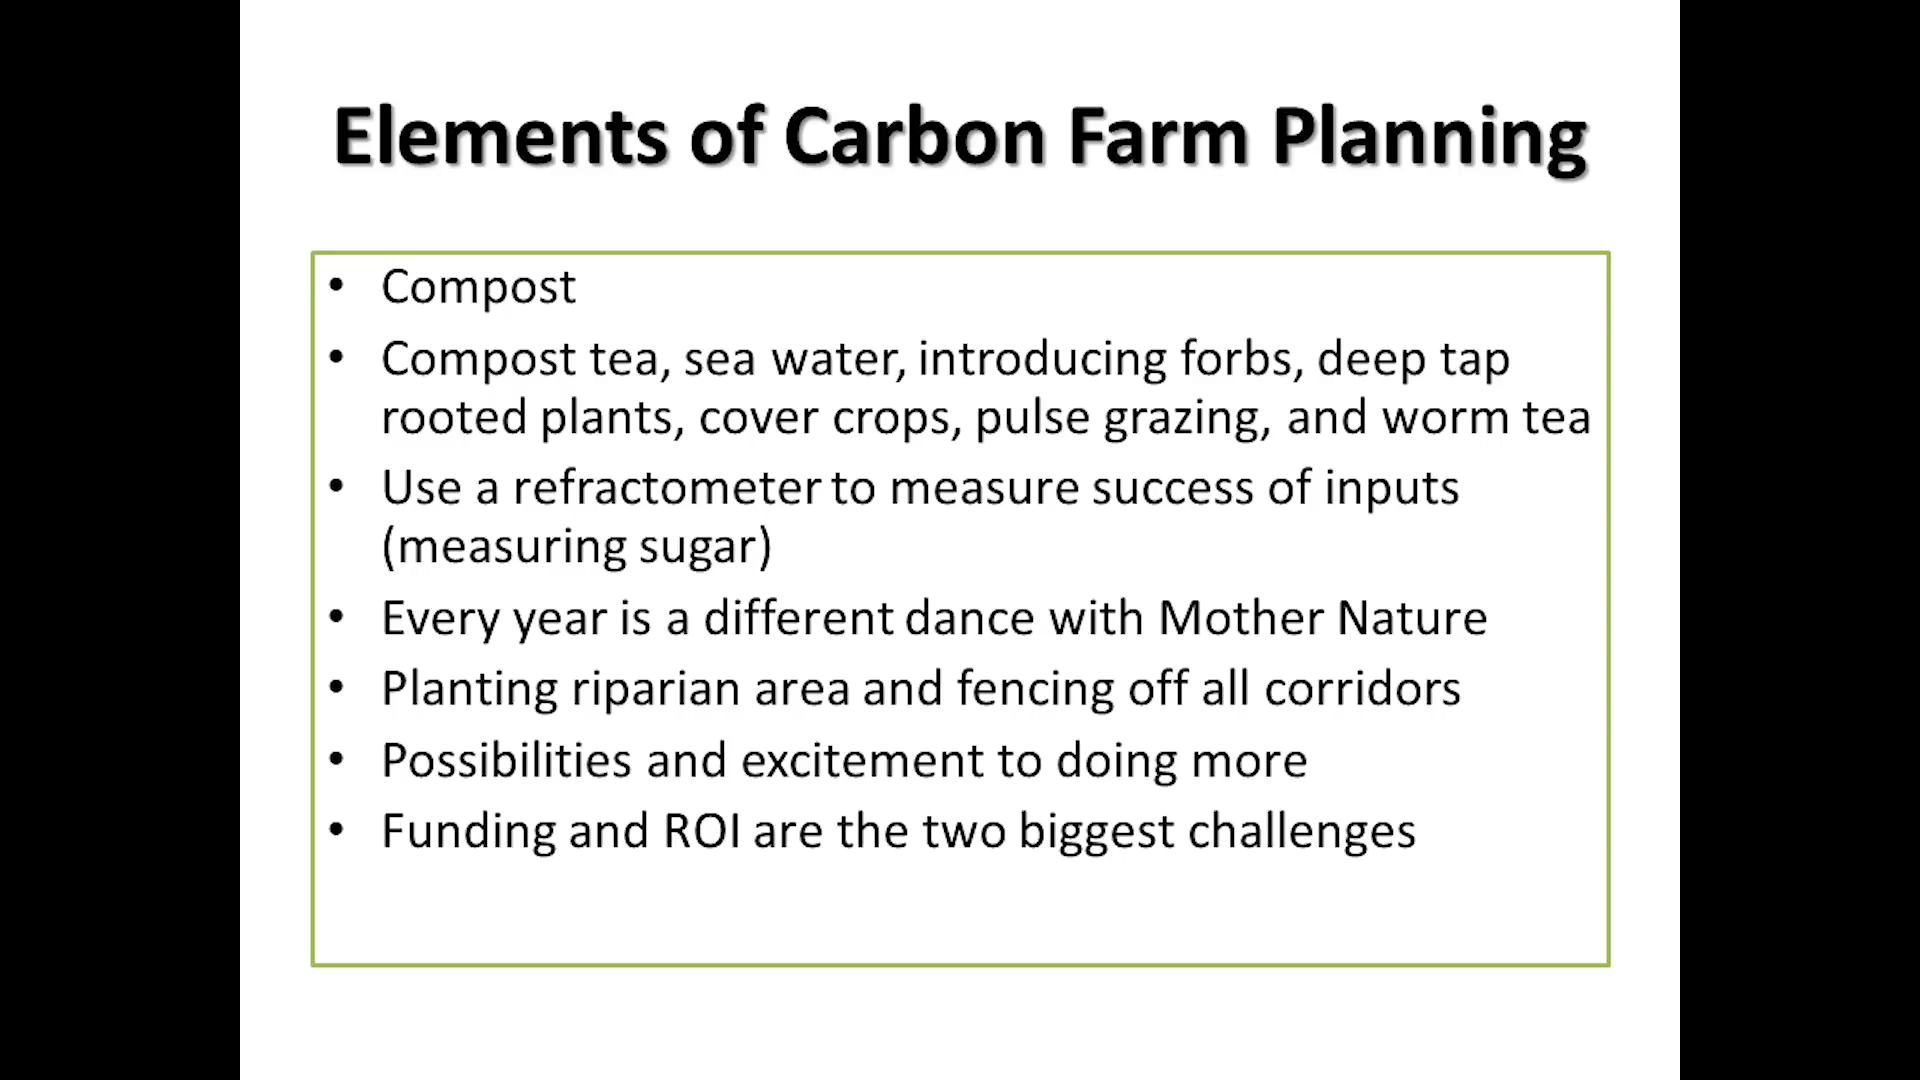 Elements of Carbon Farm Planning
• Compost
• Compost tea, sea water, introducing forbs, deep tap
rooted plants, cover crops, pulse grazing, and worm tea
• Use a refractometer to measure success of inputs
(measuring sugar)
• Every year is a different dance with Mother Nature
• Planting riparian area and fencing off all corridors
• Possibilities and excitement to doing more
• Funding and ROI are the two biggest challenges